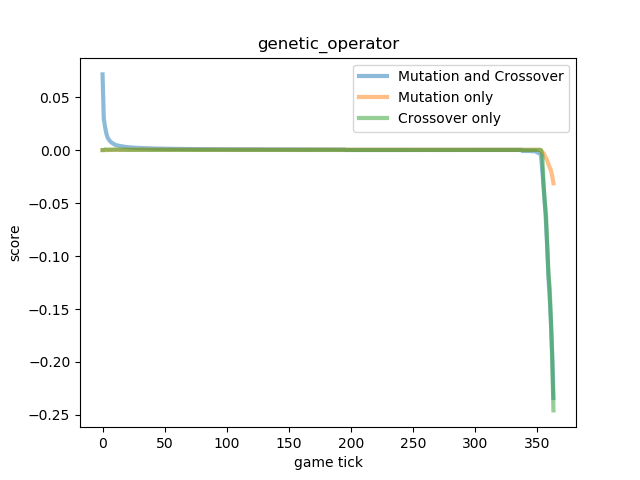 genetic_operator
Mutation and Crossover
Mutation only
Crossover only
0.05
0.00
−0.05
−0.10
−0.15
−0.20
−0.25
score
0 50 100 150 200 250 300 350
game tick